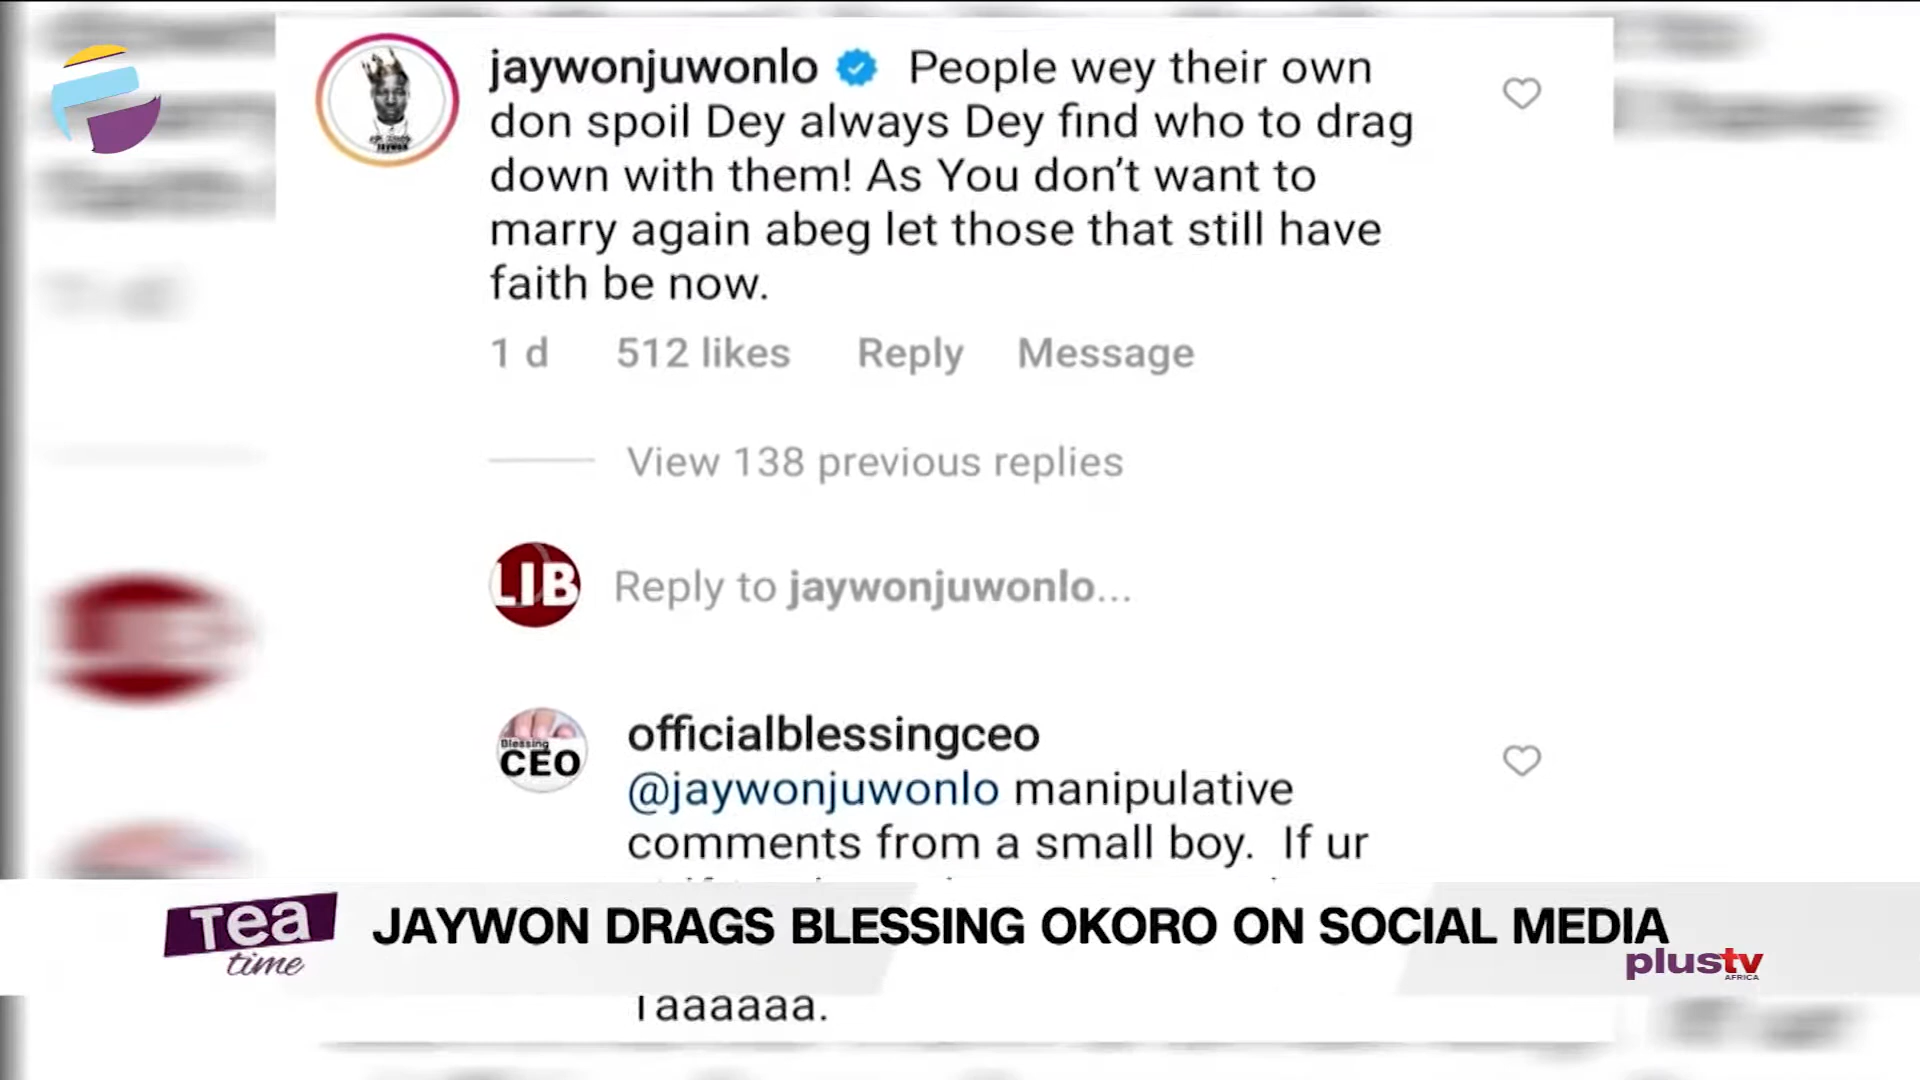 jaywonjuwonlo People wey their own
don spoil Dey always Dey find who to drag
down with them! As You don't want to
marry again abeg let those that still have
faith be now.
1 d 512 likes Reply Message
View 138 previous replies
LIB Reply to jaywonjuwonlo...
Blessing
CEO
officialblessingceo
@jaywonjuwonlo manipulative
comments from a small boy. If ur
Tea
time
JAYWON DRAGS BLESSING OKORO ON SOCIAL MEDIA
plustv
AFRICA
Taaaaaa.